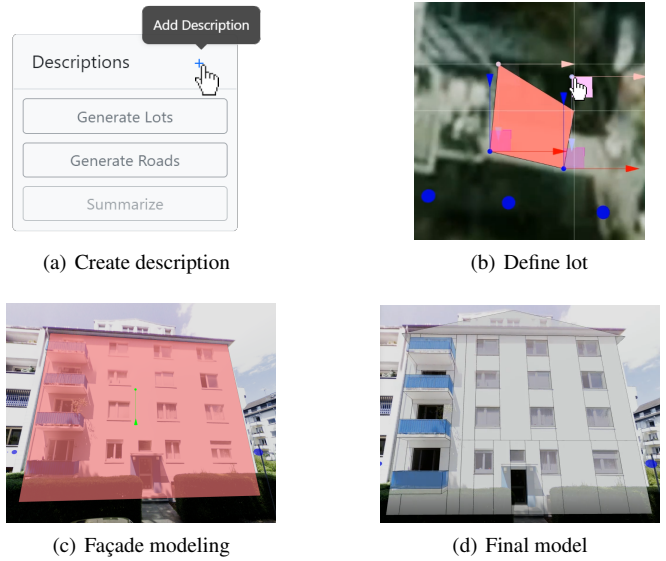 Add Description
Descriptions +
Generate Lots
Generate Roads
Summarize
(a) Create description
(b) Define lot
(c) Façade modeling
(d) Final model